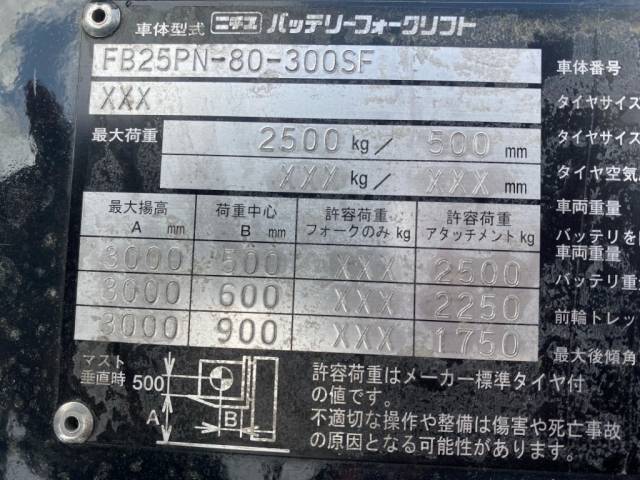 車体型式 ニチユ バッテリーフォークリフト
FB25PN-80-300SF
XXX
車体番号
タイヤサイズ
最大荷重 2500 kg/ 500 mm
タイヤサイズ
XXX kg/ XXX mm
タイヤ空気
車両重量
最大揚高 A mm 荷重中心 B mm 許容荷重 フォークのみ kg 許容荷重 アタッチメント kg
バッテリを
車両重量
3000 500 XXX 2500
バッテリ重
3000 600 XXX 2250
前輪トレッ
3000 900 XXX 1750
最大後傾角
マスト
垂直時 500
A
B
許容荷重はメーカー標準タイヤ付
の値です。
不適切な操作や整備は傷害や死亡事故
の原因となる可能性があります。